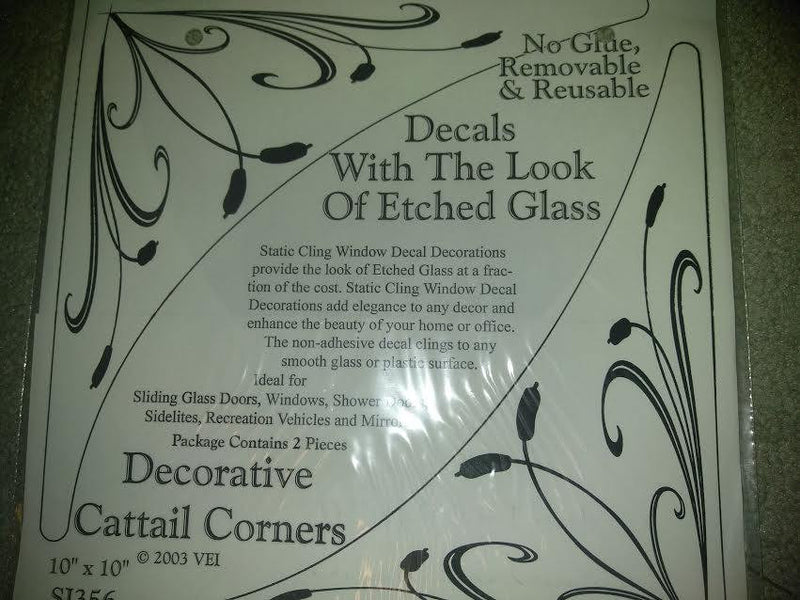 No Glue,
Removable
& Reusable
Decals
With The Look
Of Etched Glass
Static Cling Window Decal Decorations
provide the look of Etched Glass at a frac-
tion of the cost. Static Cling Window Decal
Decorations add elegance to any decor and
enhance the beauty of your home or office.
The non-adhesive decal clings to any
smooth glass or plastic surface.
Ideal for
Sliding Glass Doors, Windows, Shower Doors,
Sidelites, Recreation Vehicles and Mirro
Package Contains 2 Pieces
Decorative
Cattail Corners
10" x 10" © 2003 VEI
SI356